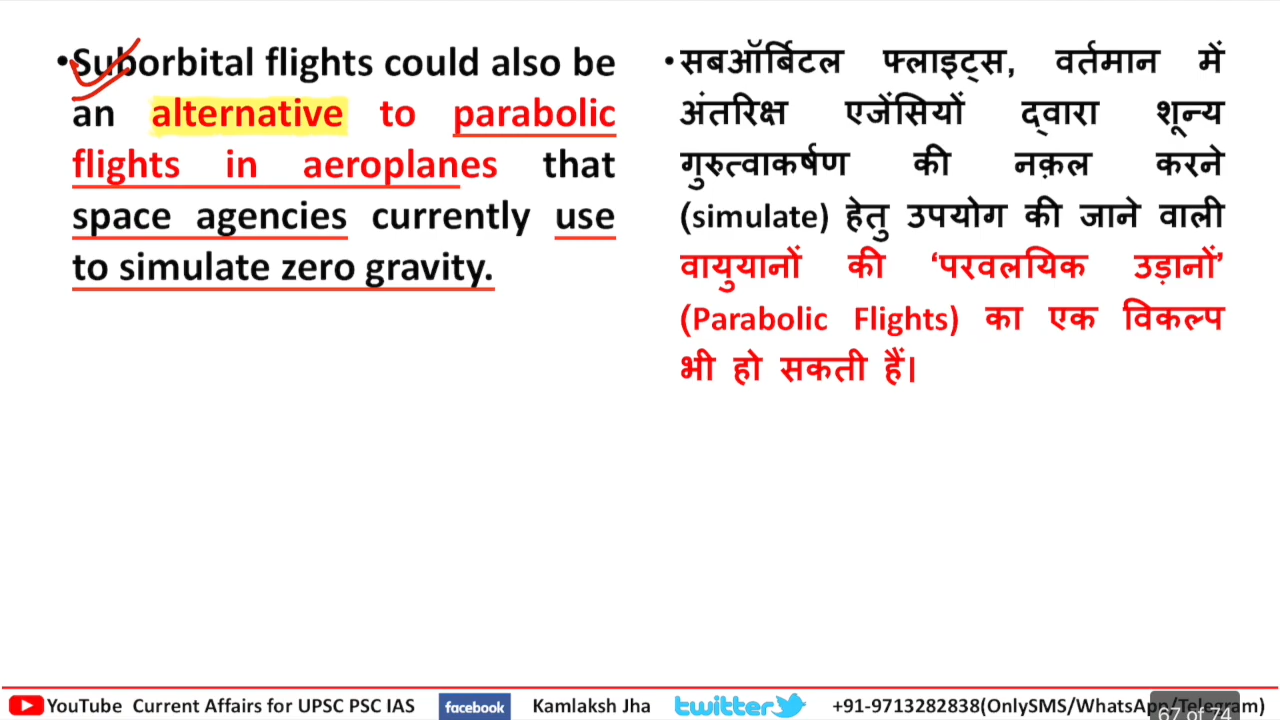 •Suborbital flights could also be
an alternative to parabolic
flights in aeroplanes that
space agencies currently use
to simulate zero gravity.
•सबऑर्बिटल फ्लाइट्स, वर्तमान में
अंतरिक्ष एजेंसियों द्वारा शून्य
गुरुत्वाकर्षण की नक़ल करने
(simulate) हेतु उपयोग की जाने वाली
वायुयानों की ‘परवलयिक उड़ानों’
(Parabolic Flights) का एक विकल्प
भी हो सकती हैं।
YouTube Current Affairs for UPSC PSC IAS facebook Kamlaksh Jha twitter +91-9713282838(OnlySMS/WhatsApp/Telegram)
67 of 74